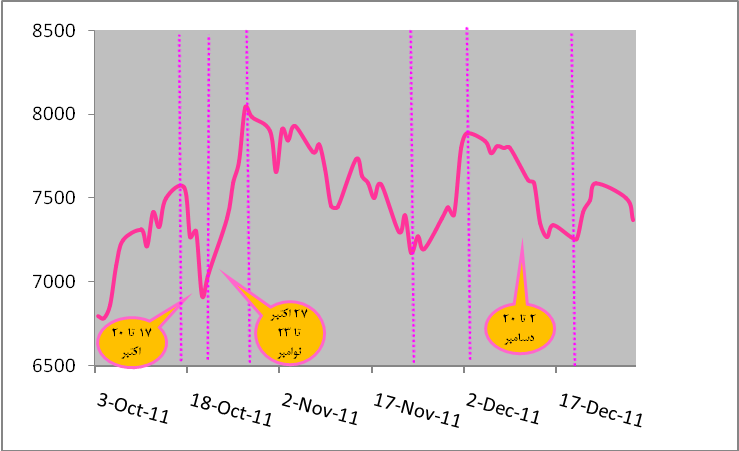 8500
8000
7500
7000
6500
۱۷ تا ۲۰
اکتبر
۲۷ اکتبر
تا ۲۳
نوامبر
۲ تا ۲۰
دسامبر
3-Oct-11
18-Oct-11
2-Nov-11
17-Nov-11
2-Dec-11
17-Dec-11